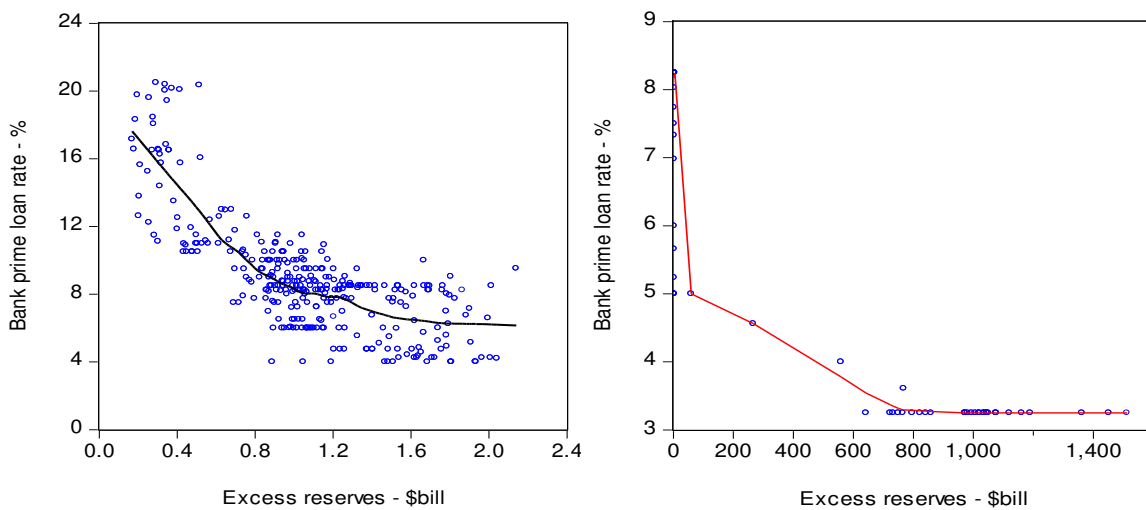 24
20
16
12
8
4
0
Bank prime loan rate - %
0.0 0.4 0.8 1.2 1.6 2.0 2.4
Excess reserves - $bill
9
8
7
6
5
4
3
Bank prime loan rate - %
0 200 400 600 800 1,000 1,400
Excess reserves - $bill